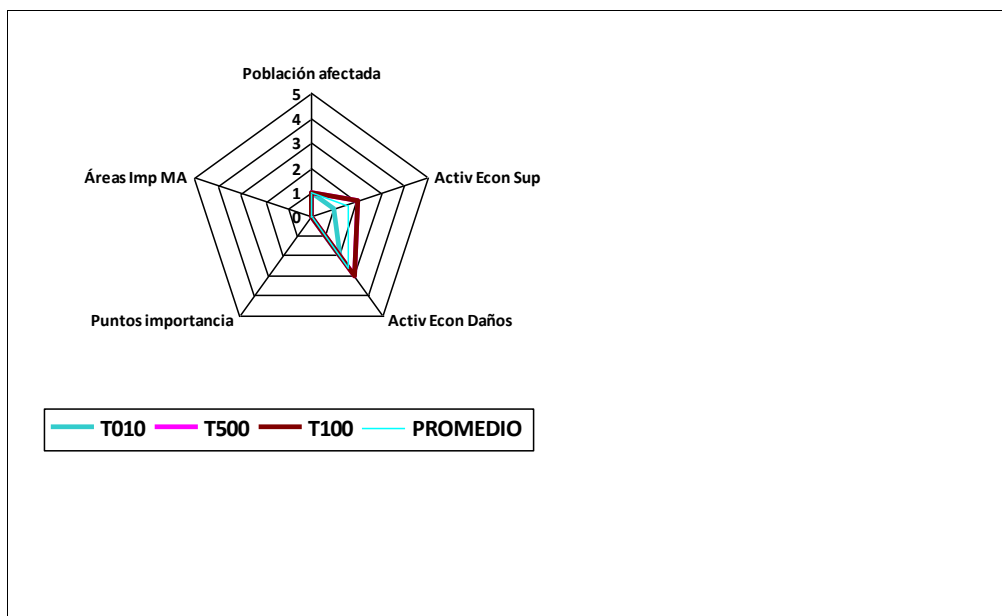 Población afectada
5
4
3
2
1
0
Áreas Imp MA
Activ Econ Sup
Puntos importancia
Activ Econ Daños
T010 T500 T100 PROMEDIO